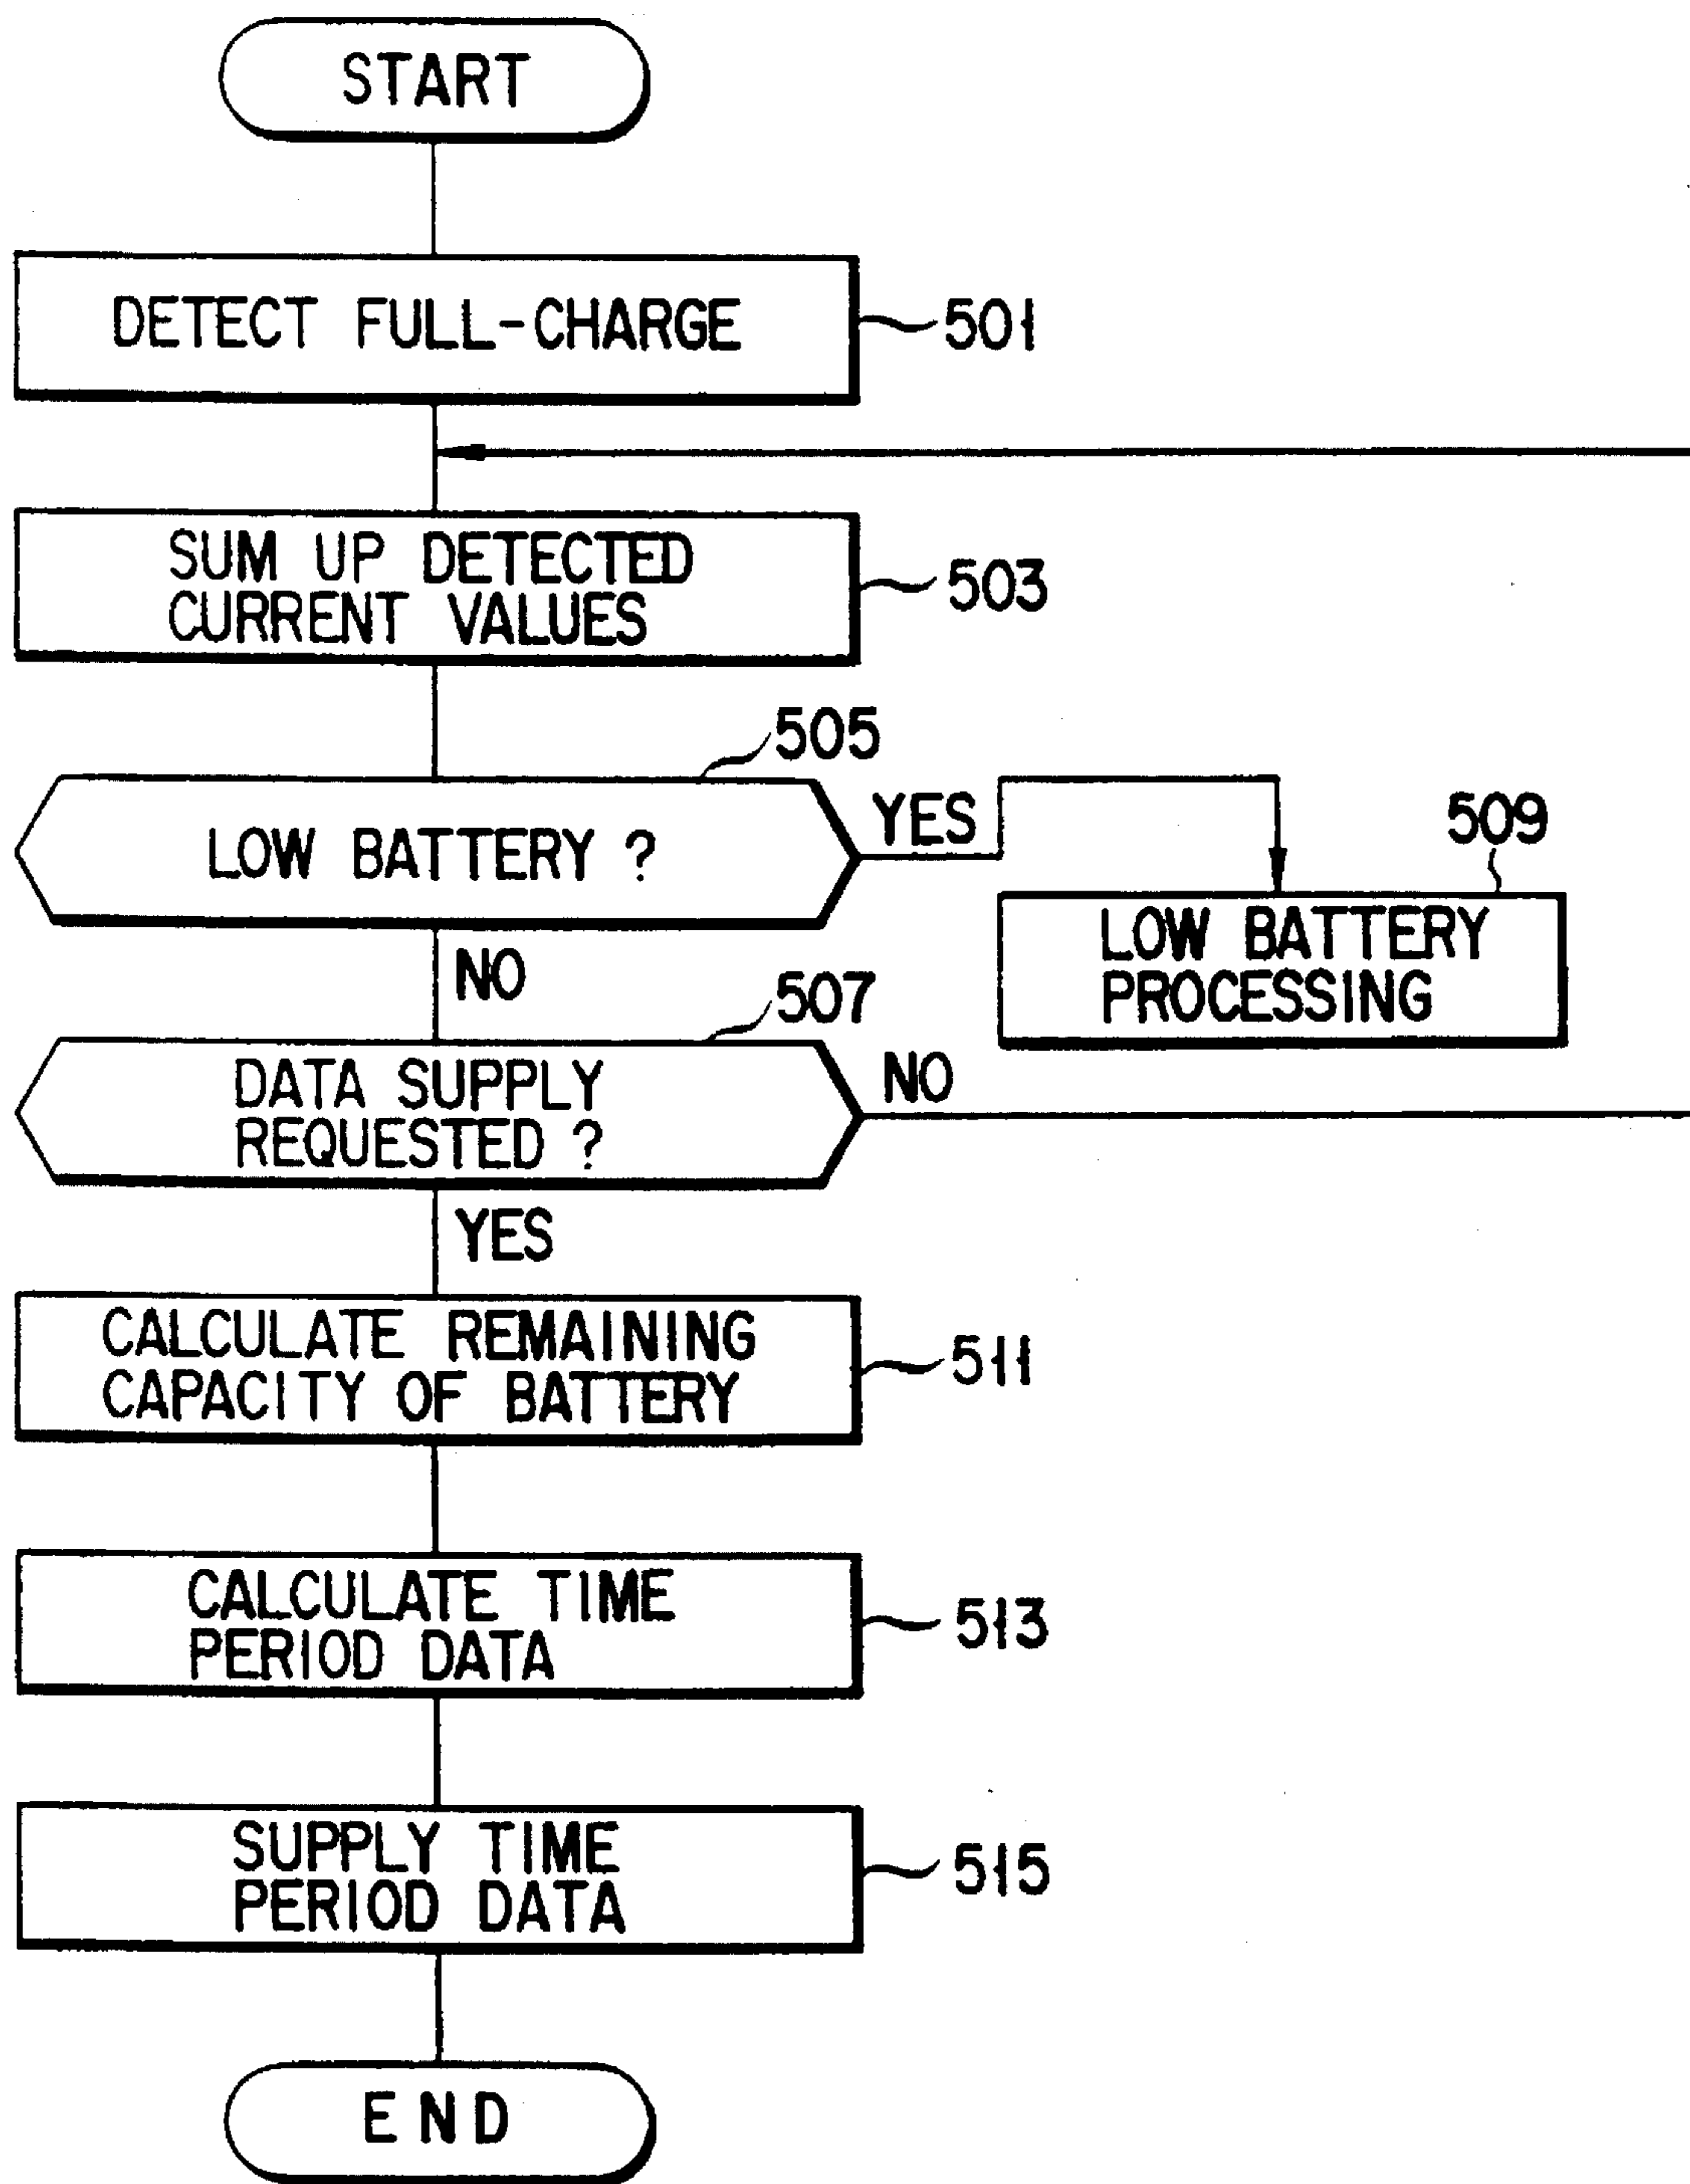 START
DETECT FULL-CHARGE
501
SUM UP DETECTED
CURRENT VALUES
503
505
LOW BATTERY ?
YES
509
LOW BATTERY
PROCESSING
NO
507
DATA SUPPLY
REQUESTED ?
NO
YES
CALCULATE REMAINING
CAPACITY OF BATTERY
511
CALCULATE TIME
PERIOD DATA
513
SUPPLY TIME
PERIOD DATA
515
END